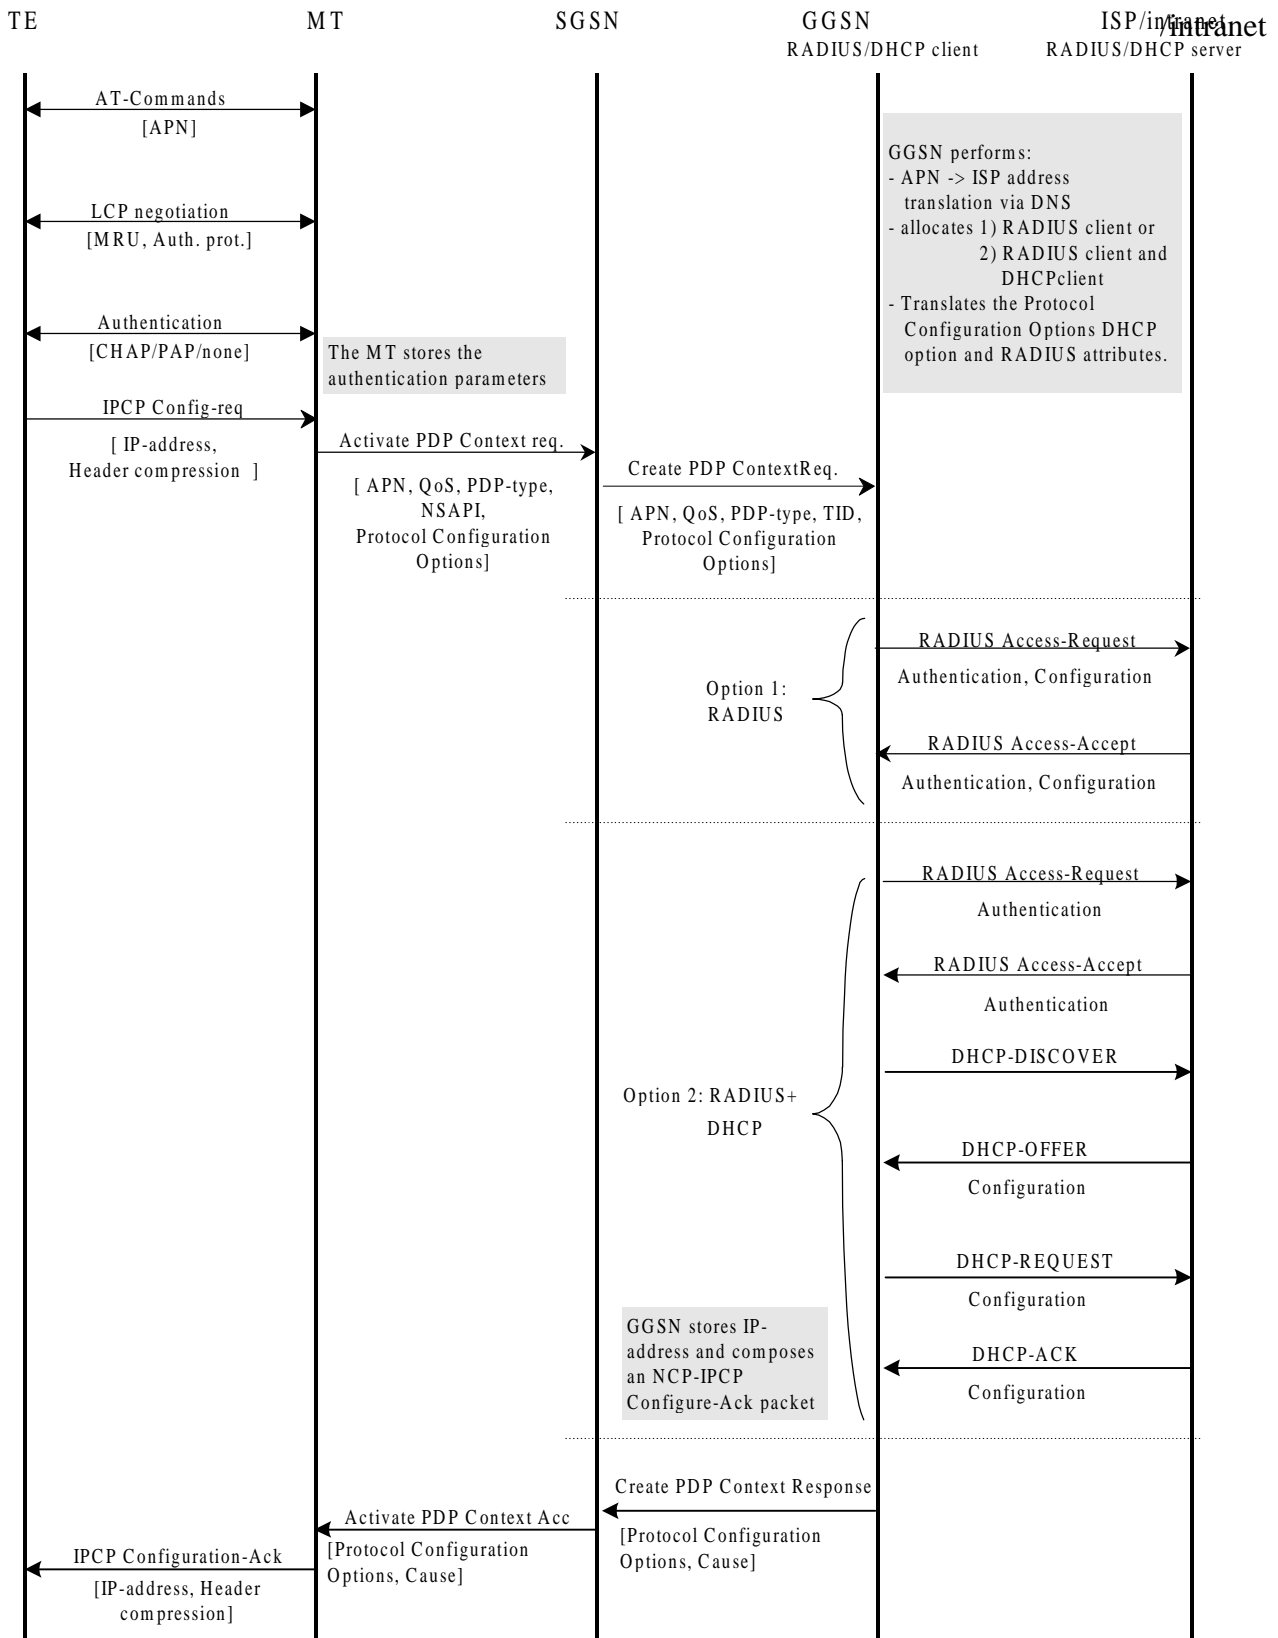 TE
MT
SGSN
GGSN
ISP/intranet
/intranet
RADIUS/DHCP client
RADIUS/DHCP server
AT-Commands
[APN]
GGSN performs:
- APN -> ISP address
translation via DNS
- allocates 1) RADIUS client or
2) RADIUS client and
DHCPclient
- Translates the Protocol
Configuration Options DHCP
option and RADIUS attributes.
LCP negotiation
[MRU, Auth. prot.]
Authentication
[CHAP/PAP/none]
The MT stores the
authentication parameters
IPCP Config-req
[ IP-address,
Header compression ]
Activate PDP Context req.
[ APN, QoS, PDP-type,
NSAPI,
Protocol Configuration
Options]
Create PDP ContextReq.
[ APN, QoS, PDP-type, TID,
Protocol Configuration
Options]
RADIUS Access-Request
Authentication, Configuration
Option 1:
RADIUS
RADIUS Access-Accept
Authentication, Configuration
RADIUS Access-Request
Authentication
RADIUS Access-Accept
Authentication
DHCP-DISCOVER
Option 2: RADIUS+
DHCP
DHCP-OFFER
Configuration
DHCP-REQUEST
Configuration
GGSN stores IP-
address and composes
an NCP-IPCP
Configure-Ack packet
DHCP-ACK
Configuration
Create PDP Context Response
[Protocol Configuration
Options, Cause]
Activate PDP Context Acc
[Protocol Configuration
Options, Cause]
IPCP Configuration-Ack
[IP-address, Header
compression]